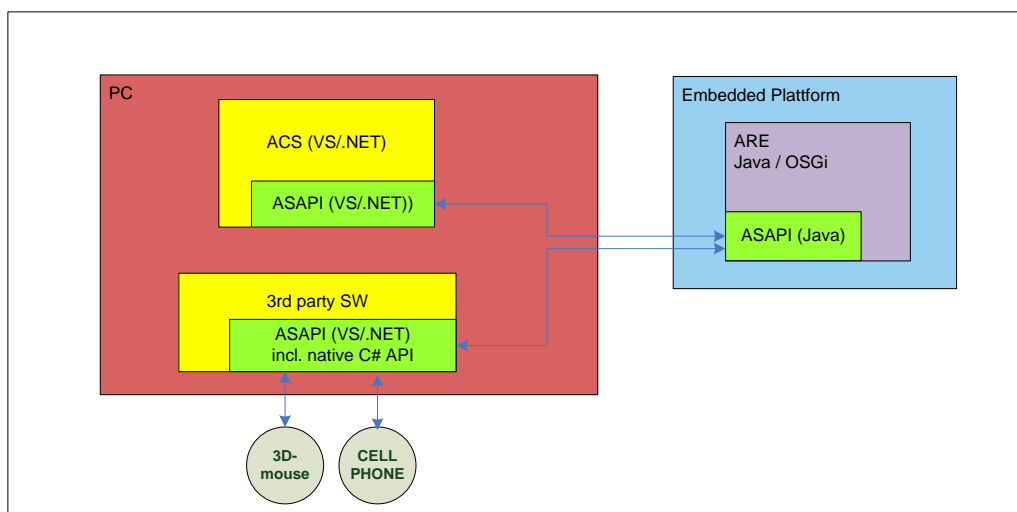 PC
ACS (VS/.NET)
ASAPI (VS/.NET))
3rd party SW
ASAPI (VS/.NET)
incl. native C# API
3D-
mouse
CELL
PHONE
Embedded Plattform
ARE
Java / OSGi
ASAPI (Java)